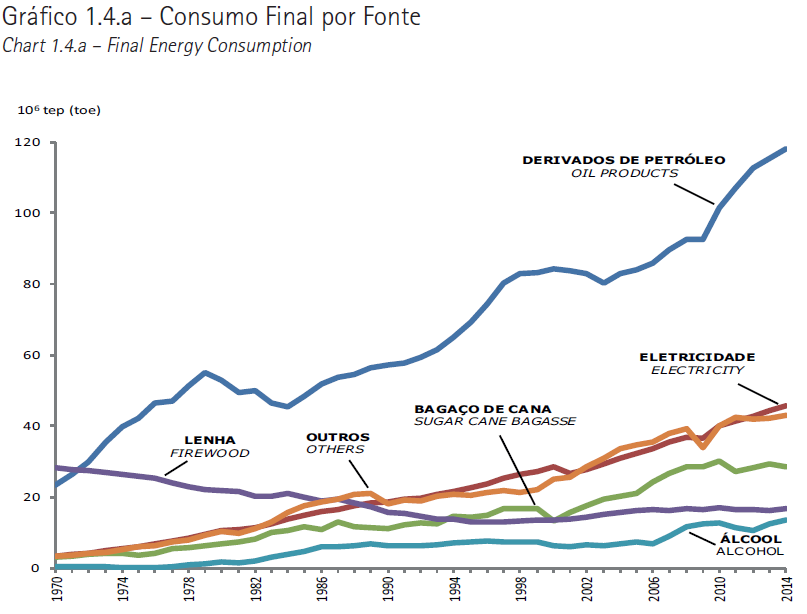 Gráfico 1.4.a – Consumo Final por Fonte
Chart 1.4.a – Final Energy Consumption
10⁶ tep (toe)
120
100
80
60
40
20
0
DERIVADOS DE PETRÓLEO
OIL PRODUCTS
ELETRICIDADE
ELECTRICITY
BAGAÇO DE CANA
SUGAR CANE BAGASSE
LENHA
FIREWOOD
OUTROS
OTHERS
ÁLCOOL
ALCOHOL
1970
1974
1978
1982
1986
1990
1994
1998
2002
2006
2010
2014